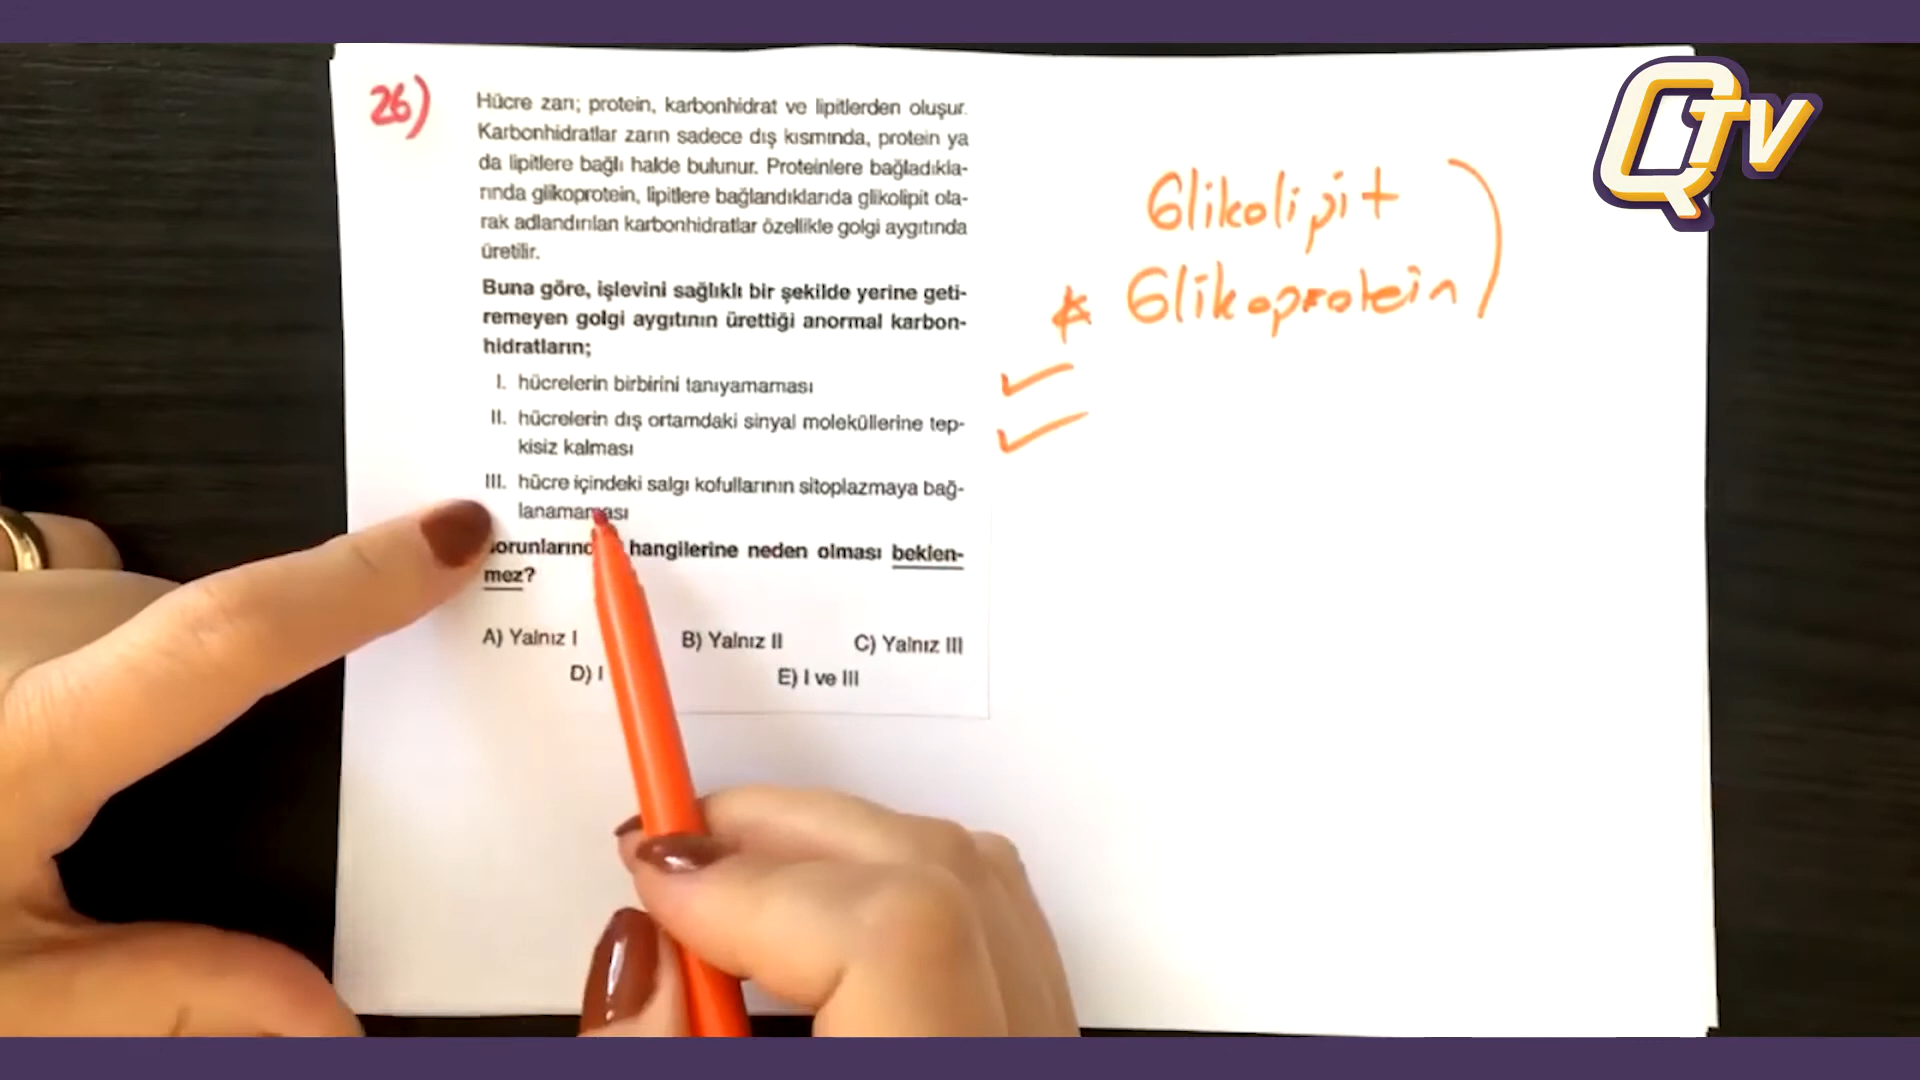 26)
Hücre zarı; protein, karbonhidrat ve lipitlerden oluşur.
Karbonhidratlar zarın sadece dış kısmında, protein ya
da lipitlere bağlı halde bulunur. Proteinlere bağladıkla-
rında glikoprotein, lipitlere bağlandıklarıda glikolipit ola-
rak adlandırılan karbonhidratlar özellikle golgi aygıtında
üretilir.
Buna göre, işlevini sağlıklı bir şekilde yerine geti-
remeyen golgi aygıtının ürettiği anormal karbon-
hidratların;
I. hücrelerin birbirini tanıyamaması
II. hücrelerin dış ortamdaki sinyal moleküllerine tep-
kisiz kalması
III. hücre içindeki salgı kofullarının sitoplazmaya bağ-
lanamaması
hangilerine neden olması beklen-
mez?
A) Yalnız I B) Yalnız II C) Yalnız III
D) I E) I ve III
Glikolipit
Glikoprotein
QTV